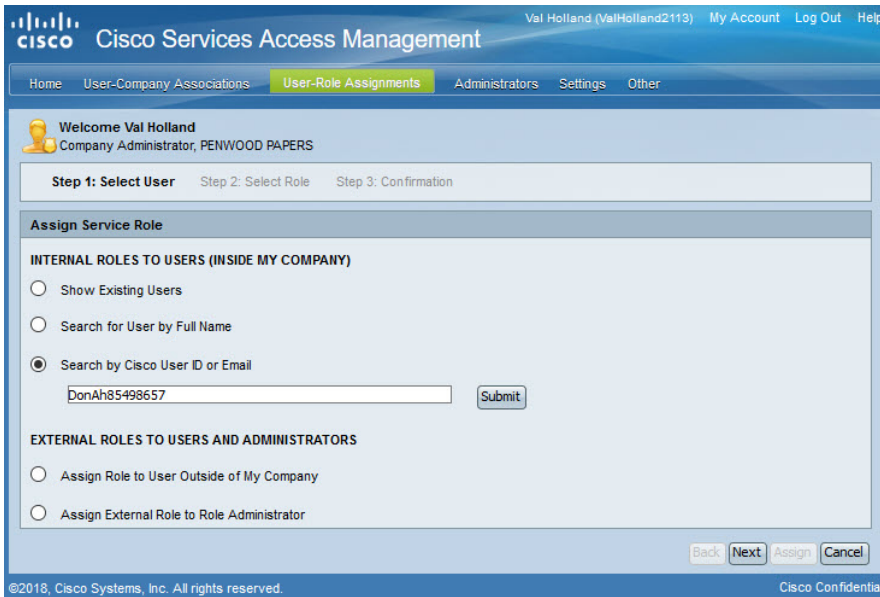 Val Holland (ValHolland2113) My Account Log Out Help
CISCO Cisco Services Access Management
Home User-Company Associations User-Role Assignments Administrators Settings Other
Welcome Val Holland
Company Administrator, PENWOOD PAPERS
Step 1: Select User Step 2: Select Role Step 3: Confirmation
Assign Service Role
INTERNAL ROLES TO USERS (INSIDE MY COMPANY)
Show Existing Users
Search for User by Full Name
Search by Cisco User ID or Email
DonAh85498657 Submit
EXTERNAL ROLES TO USERS AND ADMINISTRATORS
Assign Role to User Outside of My Company
Assign External Role to Role Administrator
Back Next Assign Cancel
©2018, Cisco Systems, Inc. All rights reserved. Cisco Confidentia